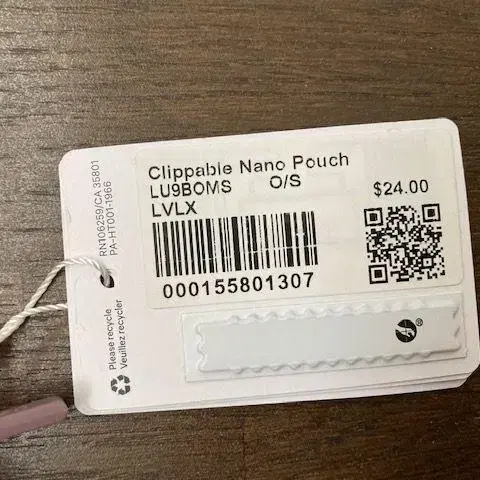 Clippable Nano Pouch
LU9BOMS O/S
$24.00
LVLX
000155801307
RN106259/CA 35801
PA-HT001-1966
Please recycle
Veuillez recycler
®